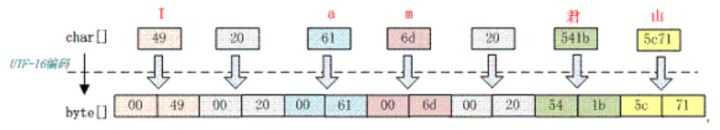 I a m 君 山
char[] 49 20 61 6d 20 541b 5c71
UTF-16编码
byte[] 00 49 00 20 00 61 00 6d 00 20 54 1b 5c 71